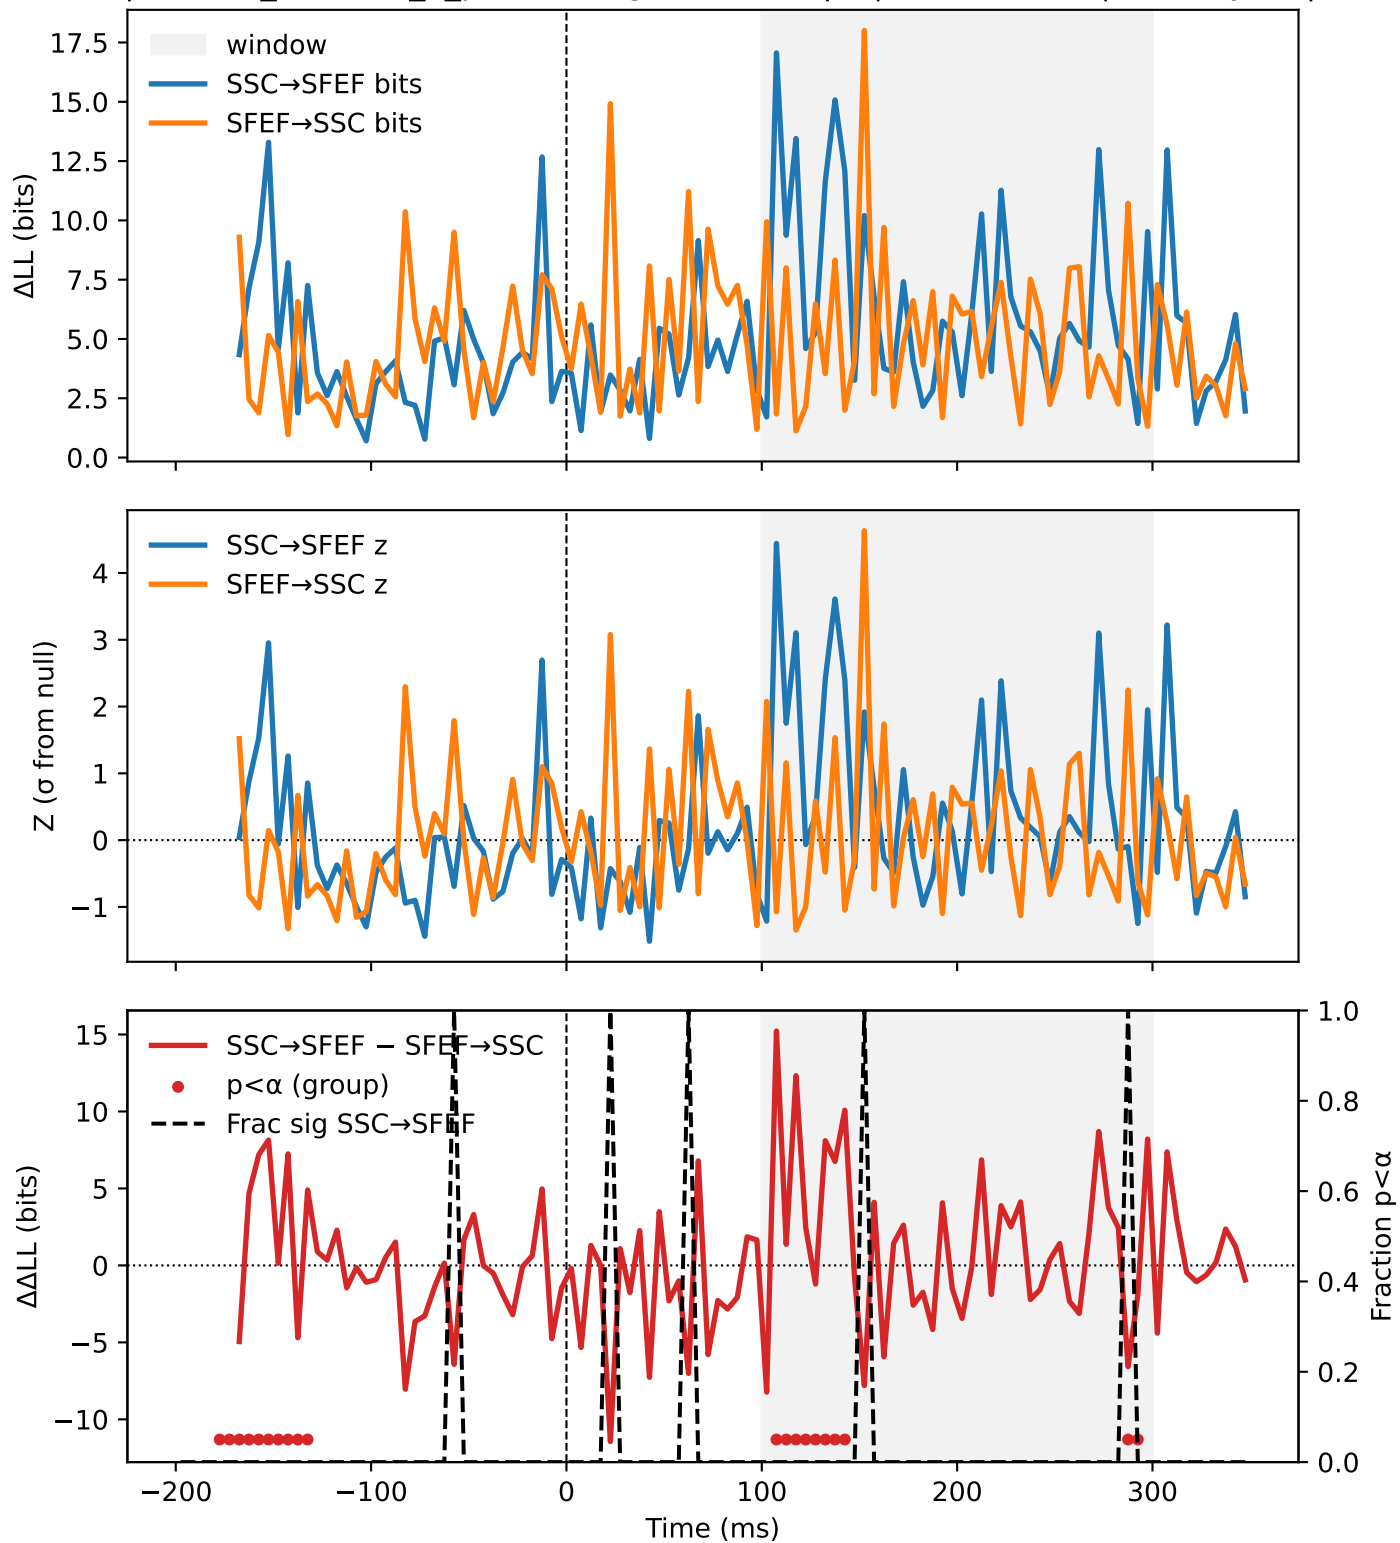 window
SSC→SFEF bits
SFEF→SSC bits
ΔLL (bits)
17.5
15.0
12.5
10.0
7.5
5.0
2.5
0.0
SSC→SFEF z
SFEF→SSC z
Z (σ from null)
4
3
2
1
0
−1
SSC→SFEF − SFEF→SSC
p<α (group)
Frac sig SSC→SFEF
ΔΔLL (bits)
15
10
5
0
−5
−10
1.0
0.8
0.6
0.4
0.2
0.0
Fraction p<α
−200 −100 0 100 200 300
Time (ms)